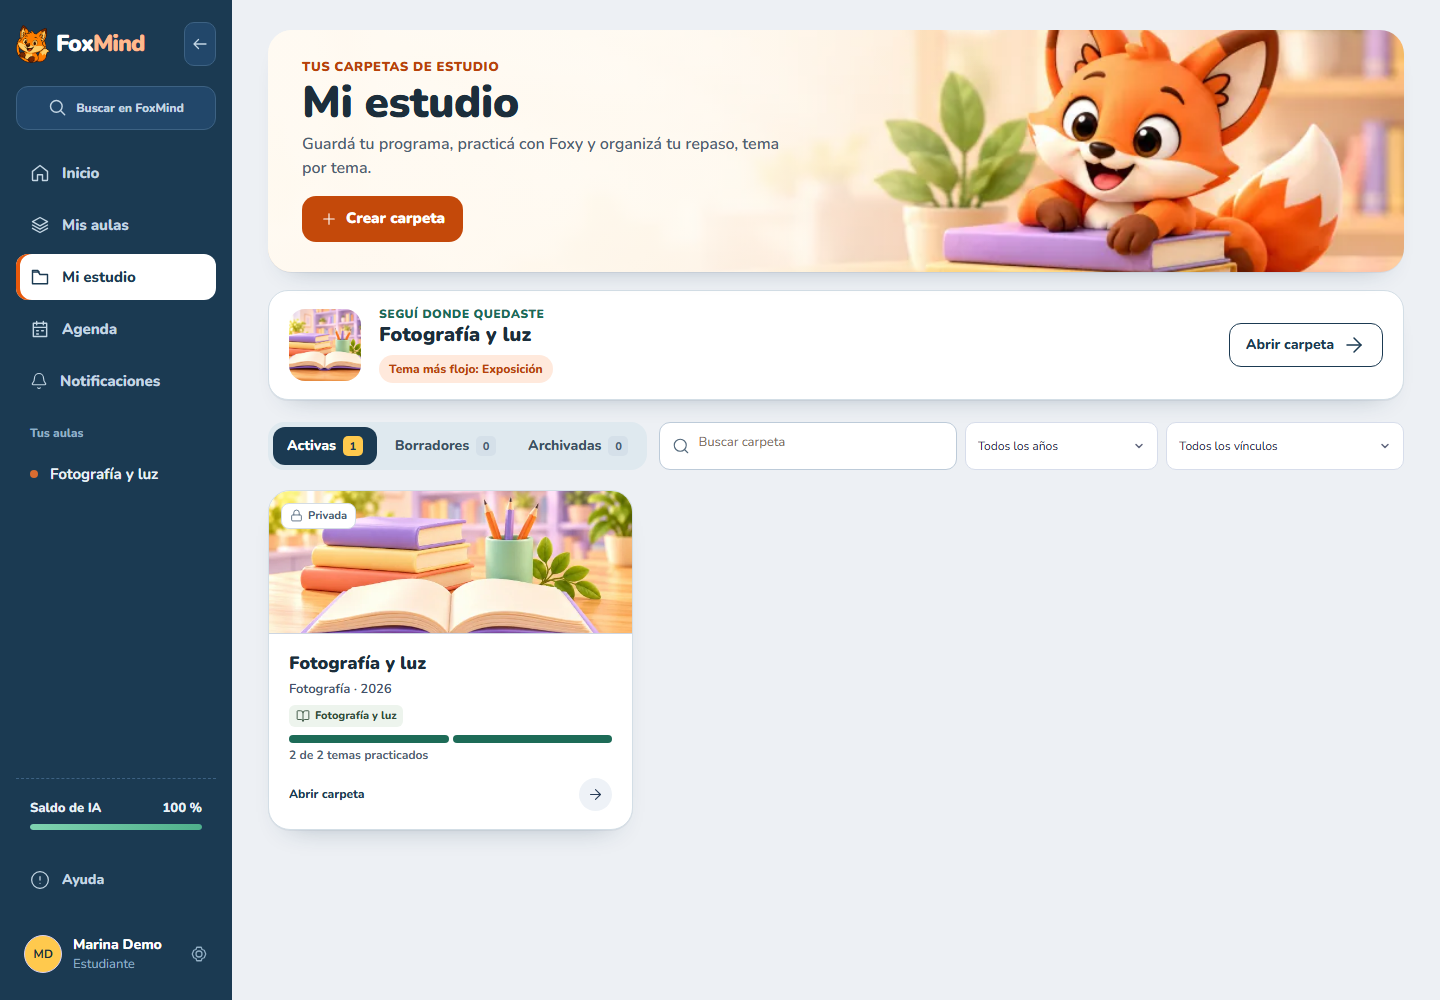 FoxMind
Buscar en FoxMind
Inicio
Mis aulas
Mi estudio
Agenda
Notificaciones
Tus aulas
Fotografía y luz
Saldo de IA 100 %
Ayuda
MD
Marina Demo
Estudiante
TUS CARPETAS DE ESTUDIO
Mi estudio
Guardá tu programa, practicá con Foxy y organizá tu repaso, tema
por tema.
Crear carpeta
SEGUÍ DONDE QUEDASTE
Fotografía y luz
Tema más flojo: Exposición
Abrir carpeta
Activas 1 Borradores 0 Archivadas 0 Buscar carpeta Todos los años Todos los vínculos
Privada
Fotografía y luz
Fotografía · 2026
Fotografía y luz
2 de 2 temas practicados
Abrir carpeta